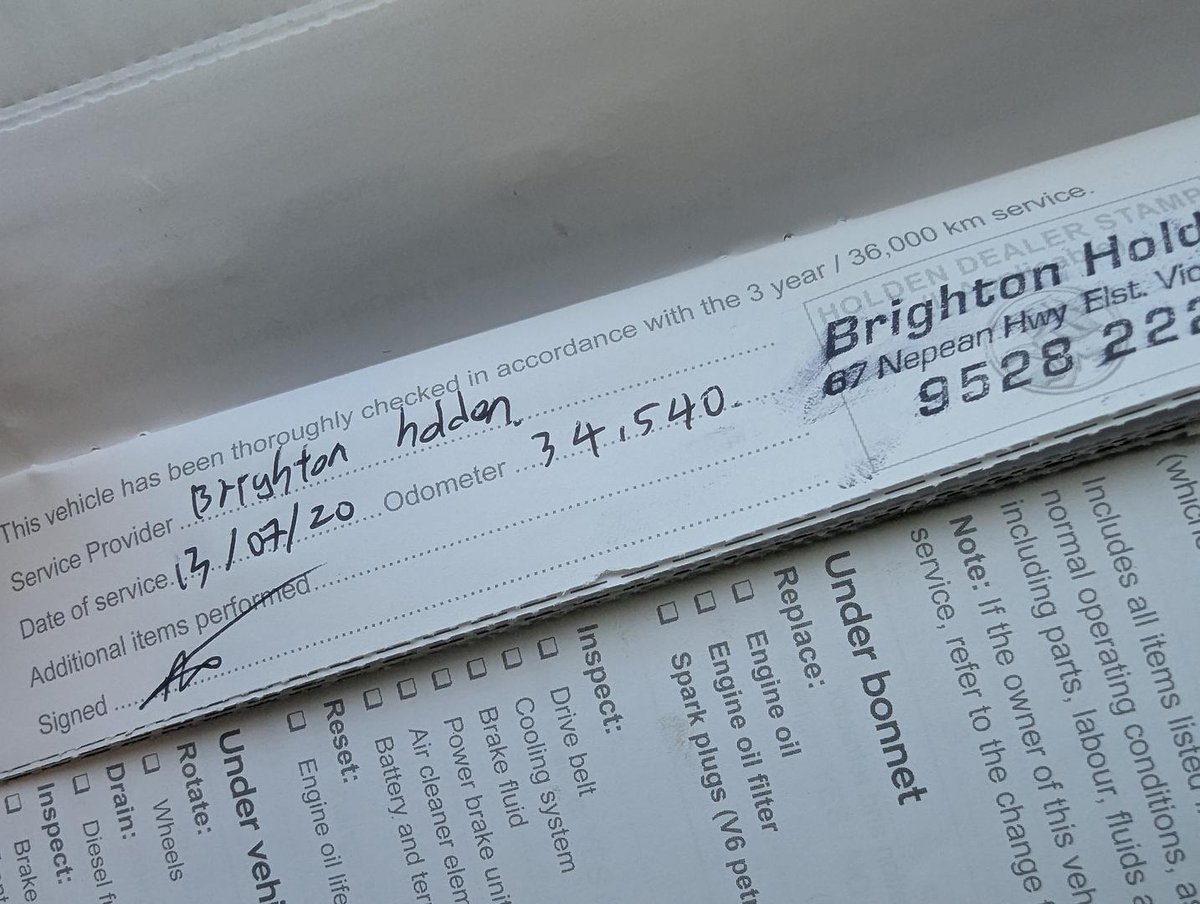 This vehicle has been thoroughly checked in accordance with the 3 year / 36,000 km service.
Service Provider Brighton holden
Date of service 13/07/20 Odometer 34,540
Additional items performed
Signed
HOLDEN DEALER STAMP
Brighton Hold
67 Nepean Hwy Elst. Vic
9528 222
(which
Includes all items listed
normal operating conditions, a
including parts, labour, fluids a
Note: If the owner of this veh
service, refer to the change
Under bonnet
Replace:
Engine oil
Engine oil filter
Spark plugs (V6 pet
Inspect:
Drive belt
Cooling system
Brake fluid
Power brake unit
Air cleaner elem
Battery and ter
Reset:
Engine oil life
Under vehi
Rotate:
Wheels
Drain:
Diesel f
Inspect:
Brake